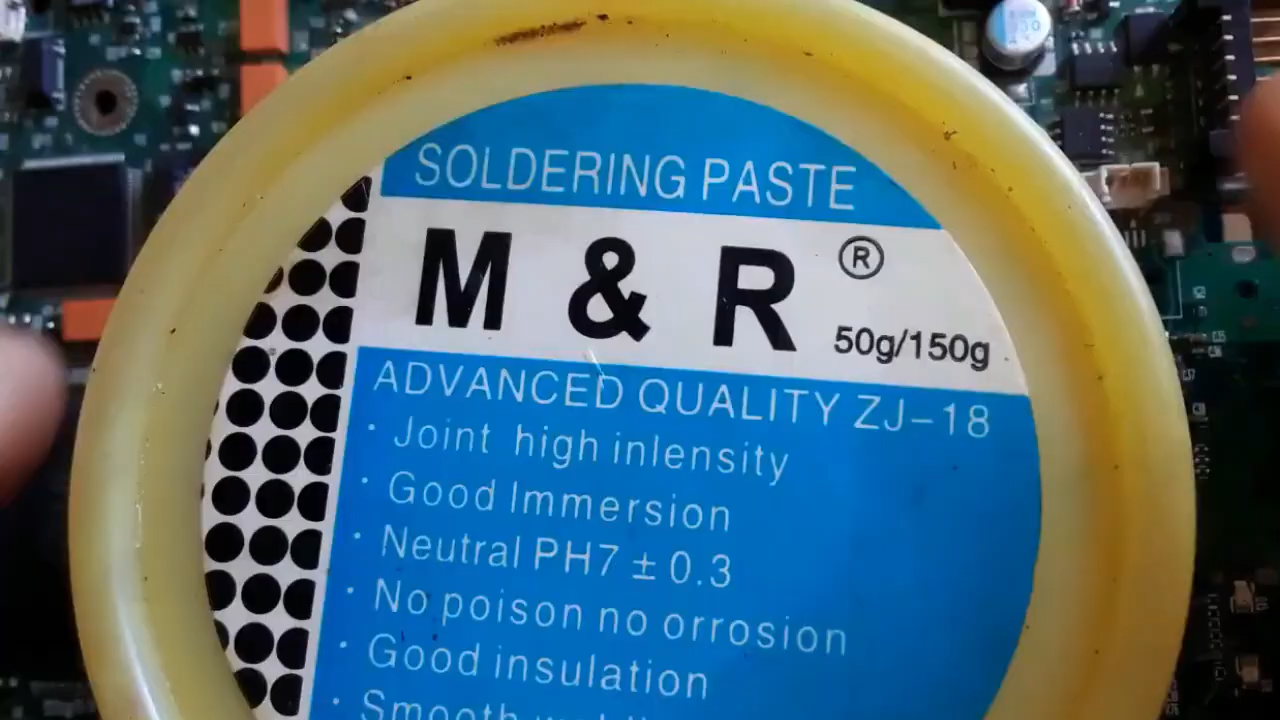 SOLDERING PASTE
M & R ®
50g/150g
ADVANCED QUALITY ZJ-18
· Joint high inlensity
· Good Immersion
· Neutral PH7 ± 0.3
· No poison no orrosion
· Good insulation
· Smooth